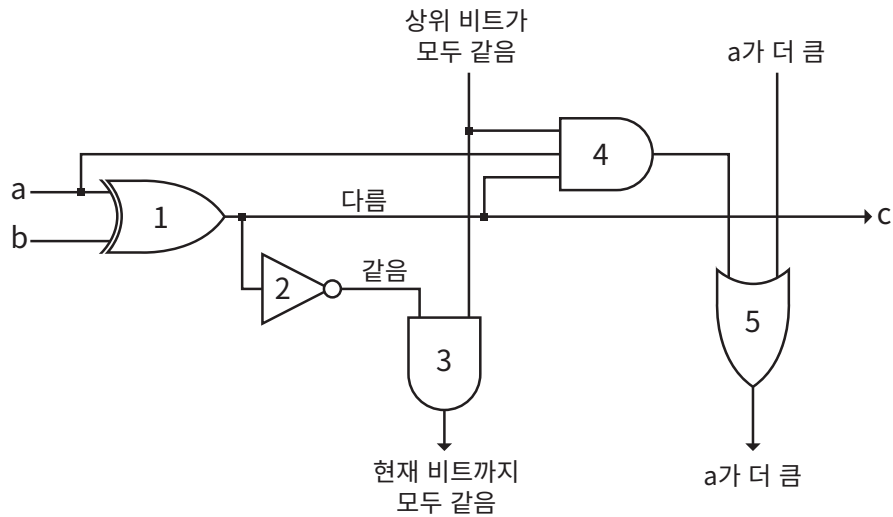 상위 비트가
모두 같음
a가 더 큼
4
a
다름
1
c
b
같음
2
5
3
현재 비트까지
모두 같음
a가 더 큼